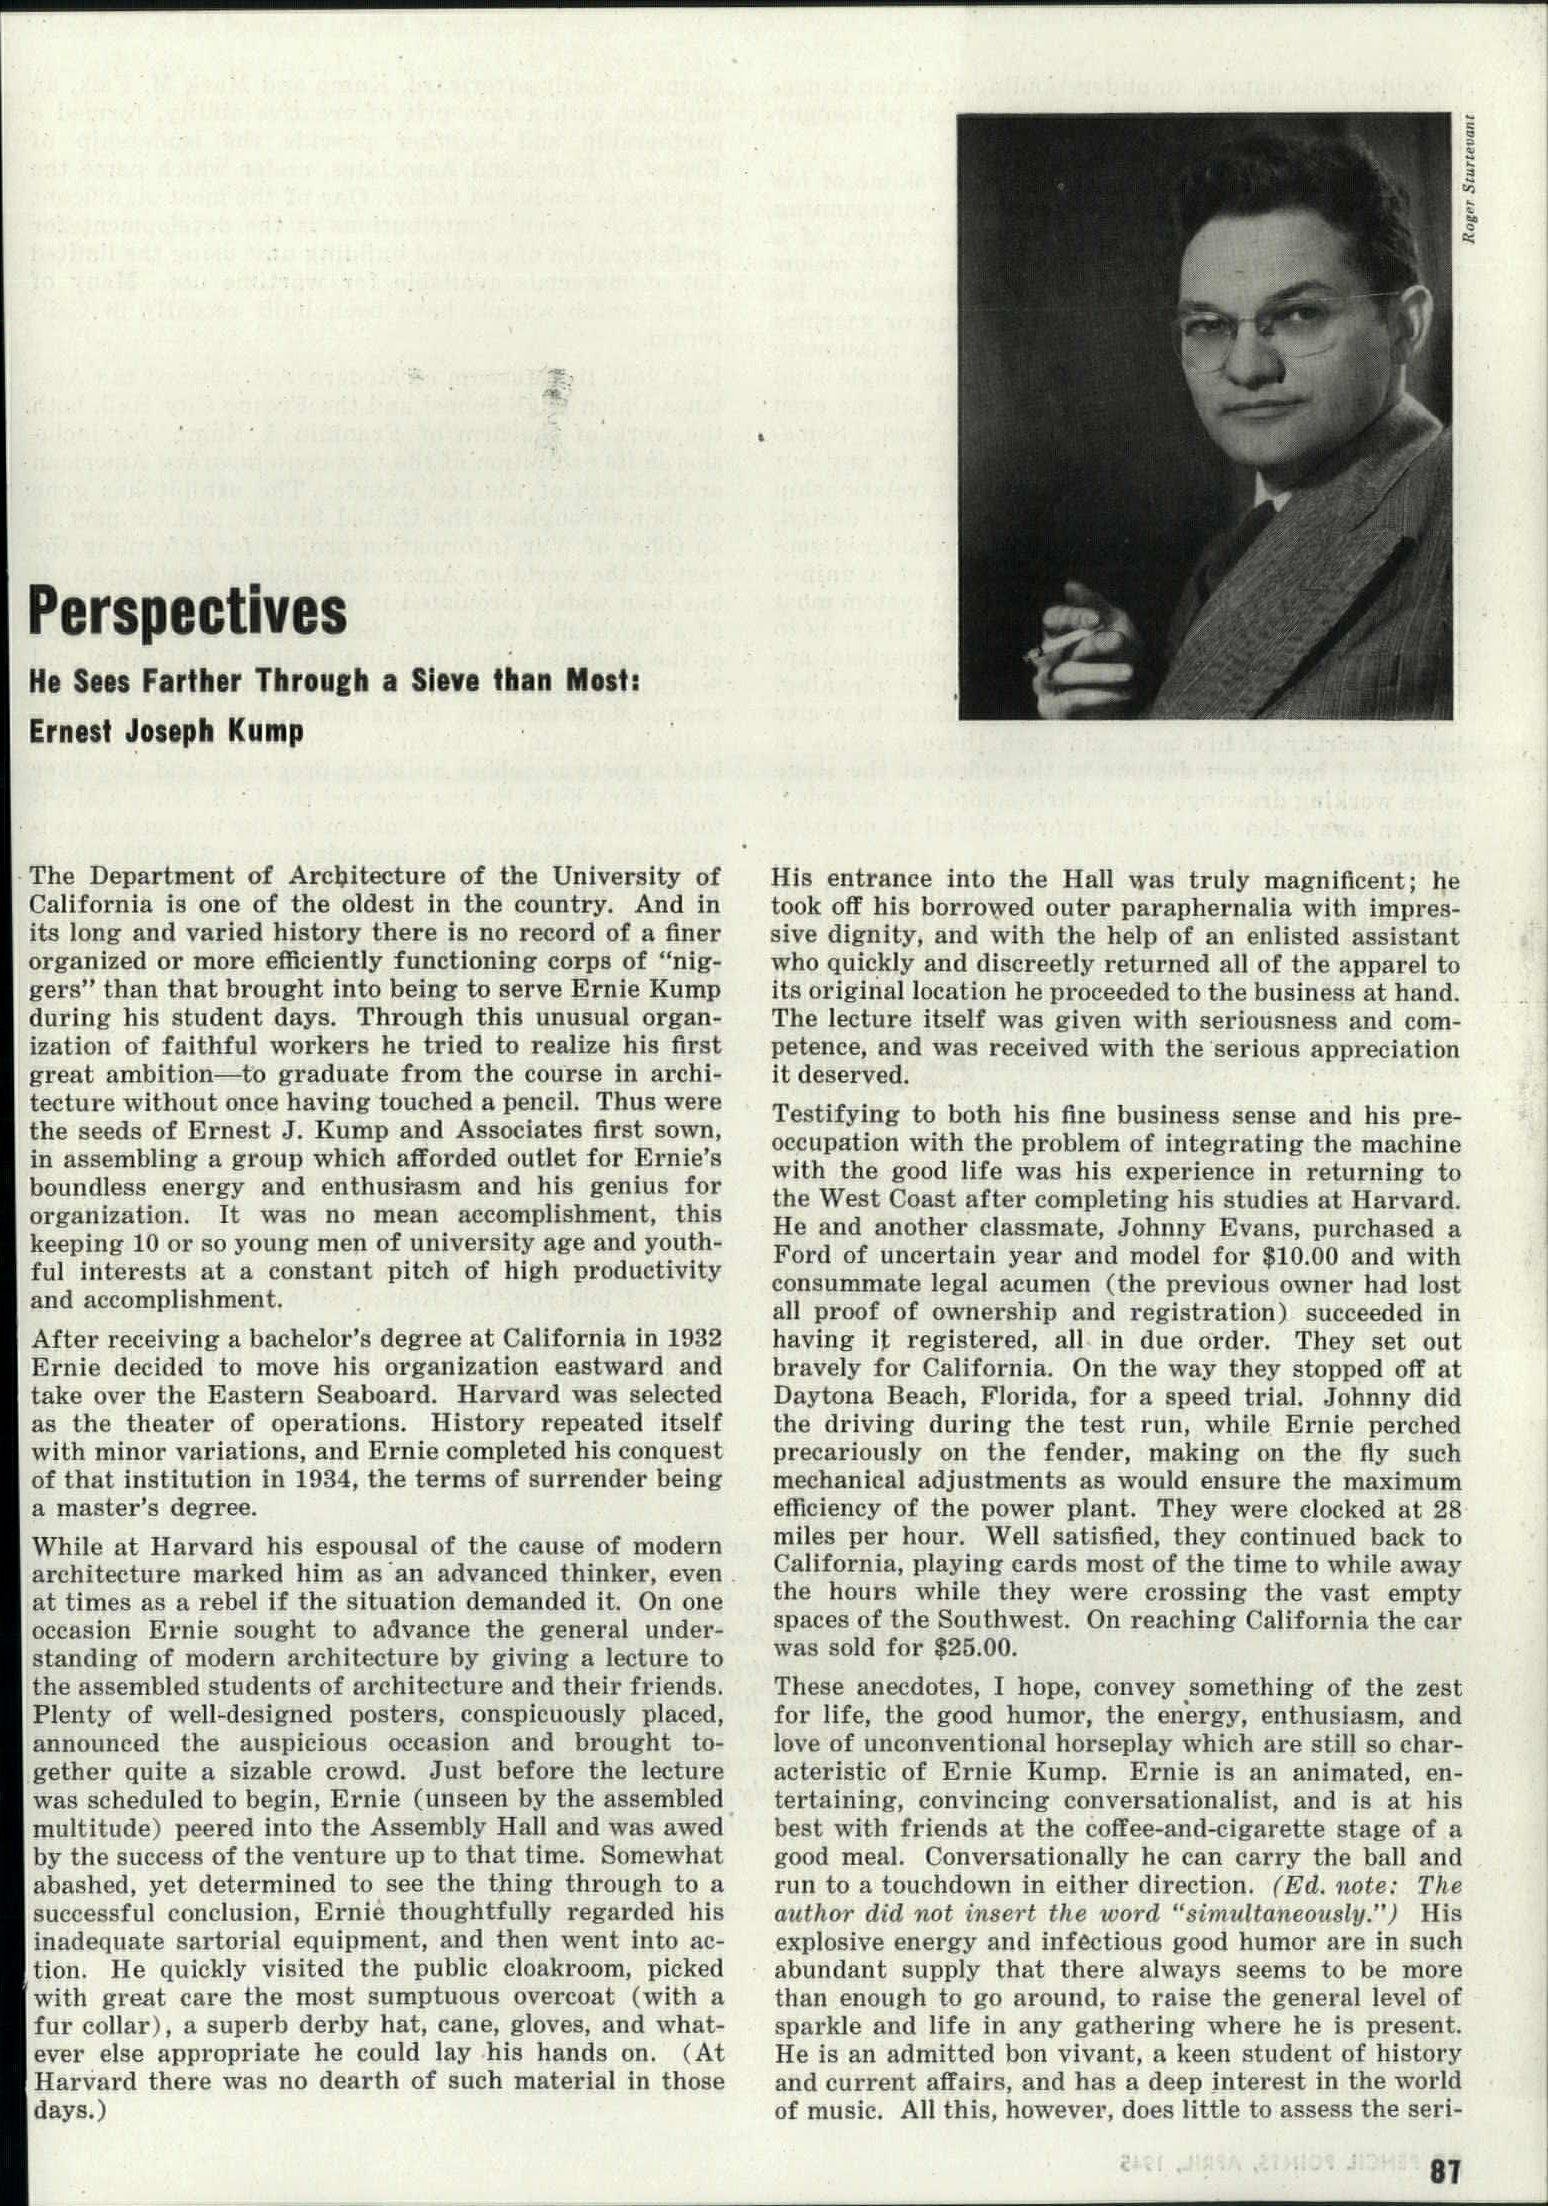 Roger Sturtevant
Perspectives
He Sees Farther Through a Sieve than Most:
Ernest Joseph Kump
The Department of Architecture of the University of
California is one of the oldest in the country. And in
its long and varied history there is no record of a finer
organized or more efficiently functioning corps of “nig-
gers” than that brought into being to serve Ernie Kump
during his student days. Through this unusual organ-
ization of faithful workers he tried to realize his first
great ambition—to graduate from the course in archi-
tecture without once having touched a pencil. Thus were
the seeds of Ernest J. Kump and Associates first sown,
in assembling a group which afforded outlet for Ernie's
boundless energy and enthusiasm and his genius for
organization. It was no mean accomplishment, this
keeping 10 or so young men of university age and youth-
ful interests at a constant pitch of high productivity
and accomplishment.
After receiving a bachelor's degree at California in 1932
Ernie decided to move his organization eastward and
take over the Eastern Seaboard. Harvard was selected
as the theater of operations. History repeated itself
with minor variations, and Ernie completed his conquest
of that institution in 1934, the terms of surrender being
a master's degree.
While at Harvard his espousal of the cause of modern
architecture marked him as an advanced thinker, even
at times as a rebel if the situation demanded it. On one
occasion Ernie sought to advance the general under-
standing of modern architecture by giving a lecture to
the assembled students of architecture and their friends.
Plenty of well-designed posters, conspicuously placed,
announced the auspicious occasion and brought to-
gether quite a sizable crowd. Just before the lecture
was scheduled to begin, Ernie (unseen by the assembled
multitude) peered into the Assembly Hall and was awed
by the success of the venture up to that time. Somewhat
abashed, yet determined to see the thing through to a
successful conclusion, Ernie thoughtfully regarded his
inadequate sartorial equipment, and then went into ac-
tion. He quickly visited the public cloakroom, picked
with great care the most sumptuous overcoat (with a
fur collar), a superb derby hat, cane, gloves, and what-
ever else appropriate he could lay his hands on. (At
Harvard there was no dearth of such material in those
days.)
His entrance into the Hall was truly magnificent; he
took off his borrowed outer paraphernalia with impres-
sive dignity, and with the help of an enlisted assistant
who quickly and discreetly returned all of the apparel to
its original location he proceeded to the business at hand.
The lecture itself was given with seriousness and com-
petence, and was received with the serious appreciation
it deserved.
Testifying to both his fine business sense and his pre-
occupation with the problem of integrating the machine
with the good life was his experience in returning to
the West Coast after completing his studies at Harvard.
He and another classmate, Johnny Evans, purchased a
Ford of uncertain year and model for $10.00 and with
consummate legal acumen (the previous owner had lost
all proof of ownership and registration) succeeded in
having it registered, all in due order. They set out
bravely for California. On the way they stopped off at
Daytona Beach, Florida, for a speed trial. Johnny did
the driving during the test run, while Ernie perched
precariously on the fender, making on the fly such
mechanical adjustments as would ensure the maximum
efficiency of the power plant. They were clocked at 28
miles per hour. Well satisfied, they continued back to
California, playing cards most of the time to while away
the hours while they were crossing the vast empty
spaces of the Southwest. On reaching California the car
was sold for $25.00.
These anecdotes, I hope, convey something of the zest
for life, the good humor, the energy, enthusiasm, and
love of unconventional horseplay which are still so char-
acteristic of Ernie Kump. Ernie is an animated, en-
tertaining, convincing conversationalist, and is at his
best with friends at the coffee-and-cigarette stage of a
good meal. Conversationally he can carry the ball and
run to a touchdown in either direction. (Ed. note: The
author did not insert the word “simultaneously.”) His
explosive energy and infectious good humor are in such
abundant supply that there always seems to be more
than enough to go around, to raise the general level of
sparkle and life in any gathering where he is present.
He is an admitted bon vivant, a keen student of history
and current affairs, and has a deep interest in the world
of music. All this, however, does little to assess the seri-
87